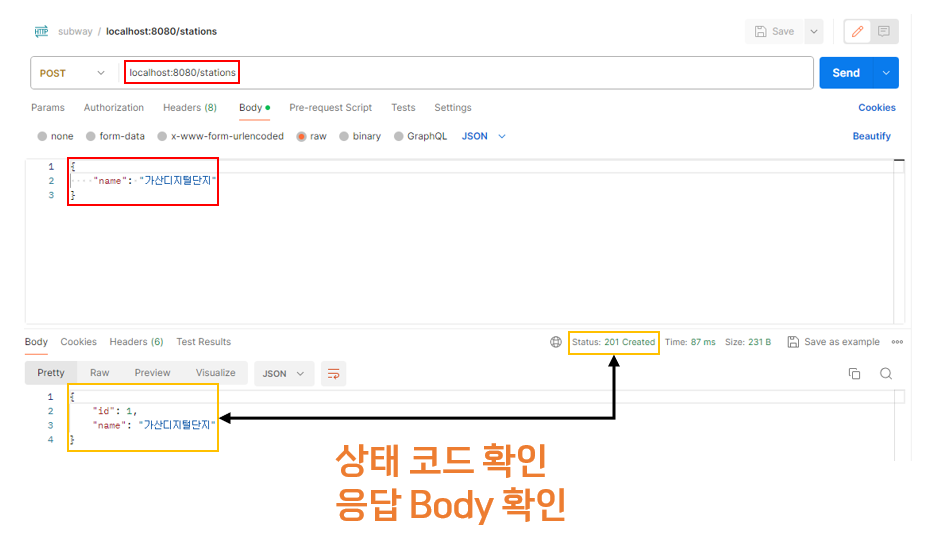 HTTP subway / localhost:8080/stations Save
POST localhost:8080/stations Send
Params Authorization Headers (8) Body Pre-request Script Tests Settings Cookies
none form-data x-www-form-urlencoded raw binary GraphQL JSON Beautify
1 {
2 "name": "가산디지털단지"
3 }
Body Cookies Headers (6) Test Results Status: 201 Created Time: 87 ms Size: 231 B Save as example
Pretty Raw Preview Visualize JSON
1 {
2 "id": 1,
3 "name": "가산디지털단지"
4 }
상태 코드 확인
응답 Body 확인